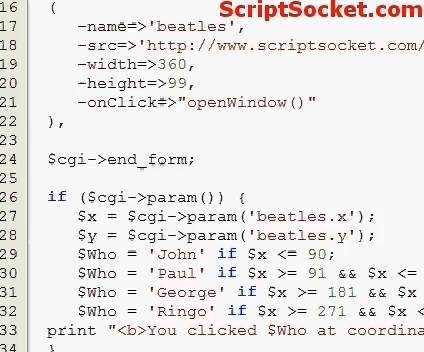 ScriptSocket.com
16 (
17 -name=>'beatles',
18 -src=>'http://www.scriptsocket.com/
19 -width=>360,
20 -height=>99,
21 -onClick=>"openWindow()"
22 ),
23
24 $cgi->end_form;
25
26 if ($cgi->param()) {
27 $x = $cgi->param('beatles.x');
28 $y = $cgi->param('beatles.y');
29 $Who = 'John' if $x <= 90;
30 $Who = 'Paul' if $x >= 91 && $x <=
31 $Who = 'George' if $x >= 181 && $x
32 $Who = 'Ringo' if $x >= 271 && $x <
33 print "<b>You clicked $Who at coordina
34 }